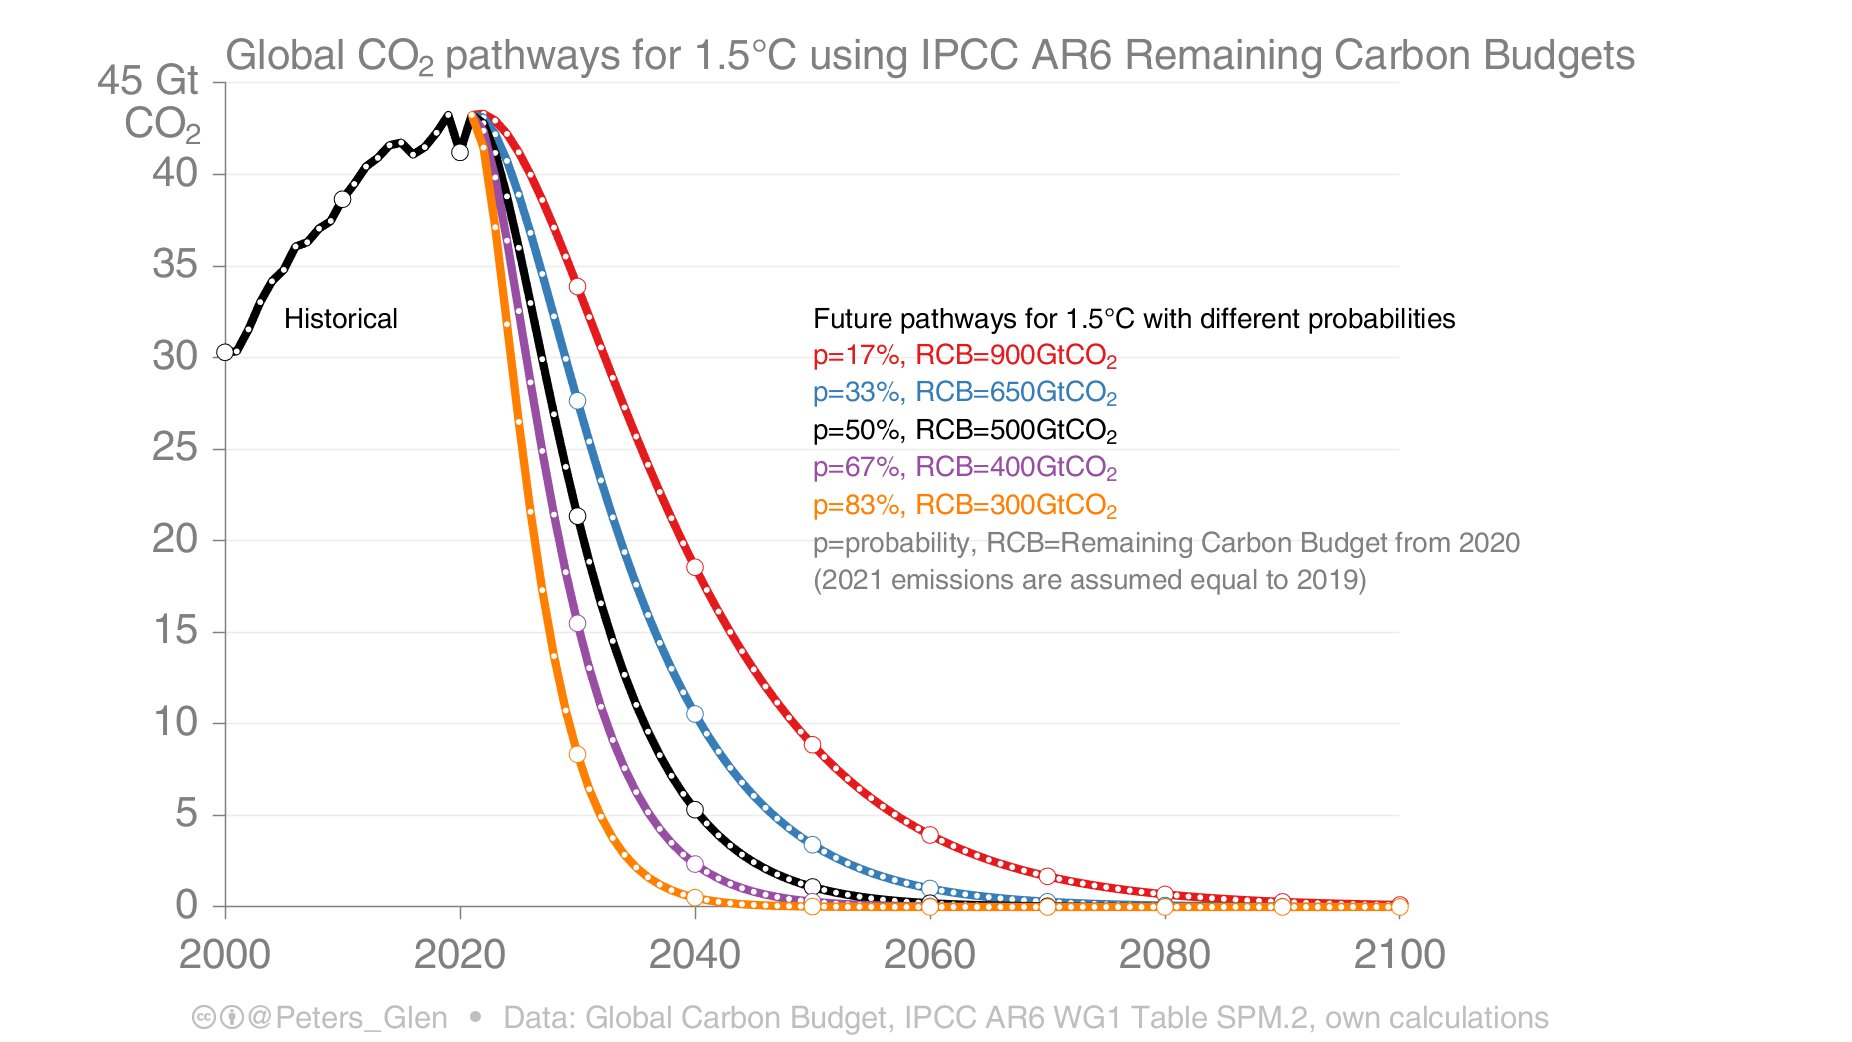 Global CO₂ pathways for 1.5°C using IPCC AR6 Remaining Carbon Budgets
45 Gt
CO₂
40
35
30
25
20
15
10
5
0
Historical
Future pathways for 1.5°C with different probabilities
p=17%, RCB=900GtCO₂
p=33%, RCB=650GtCO₂
p=50%, RCB=500GtCO₂
p=67%, RCB=400GtCO₂
p=83%, RCB=300GtCO₂
p=probability, RCB=Remaining Carbon Budget from 2020
(2021 emissions are assumed equal to 2019)
2000 2020 2040 2060 2080 2100
cc @Peters_Glen • Data: Global Carbon Budget, IPCC AR6 WG1 Table SPM.2, own calculations